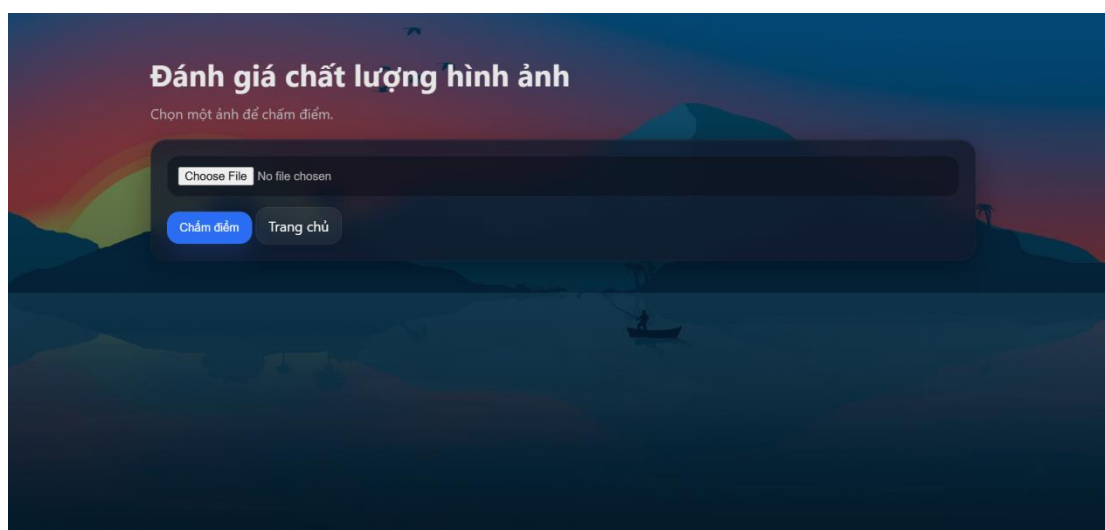 Đánh giá chất lượng hình ảnh
Chọn một ảnh để chấm điểm.
Choose File No file chosen
Chấm điểm Trang chủ